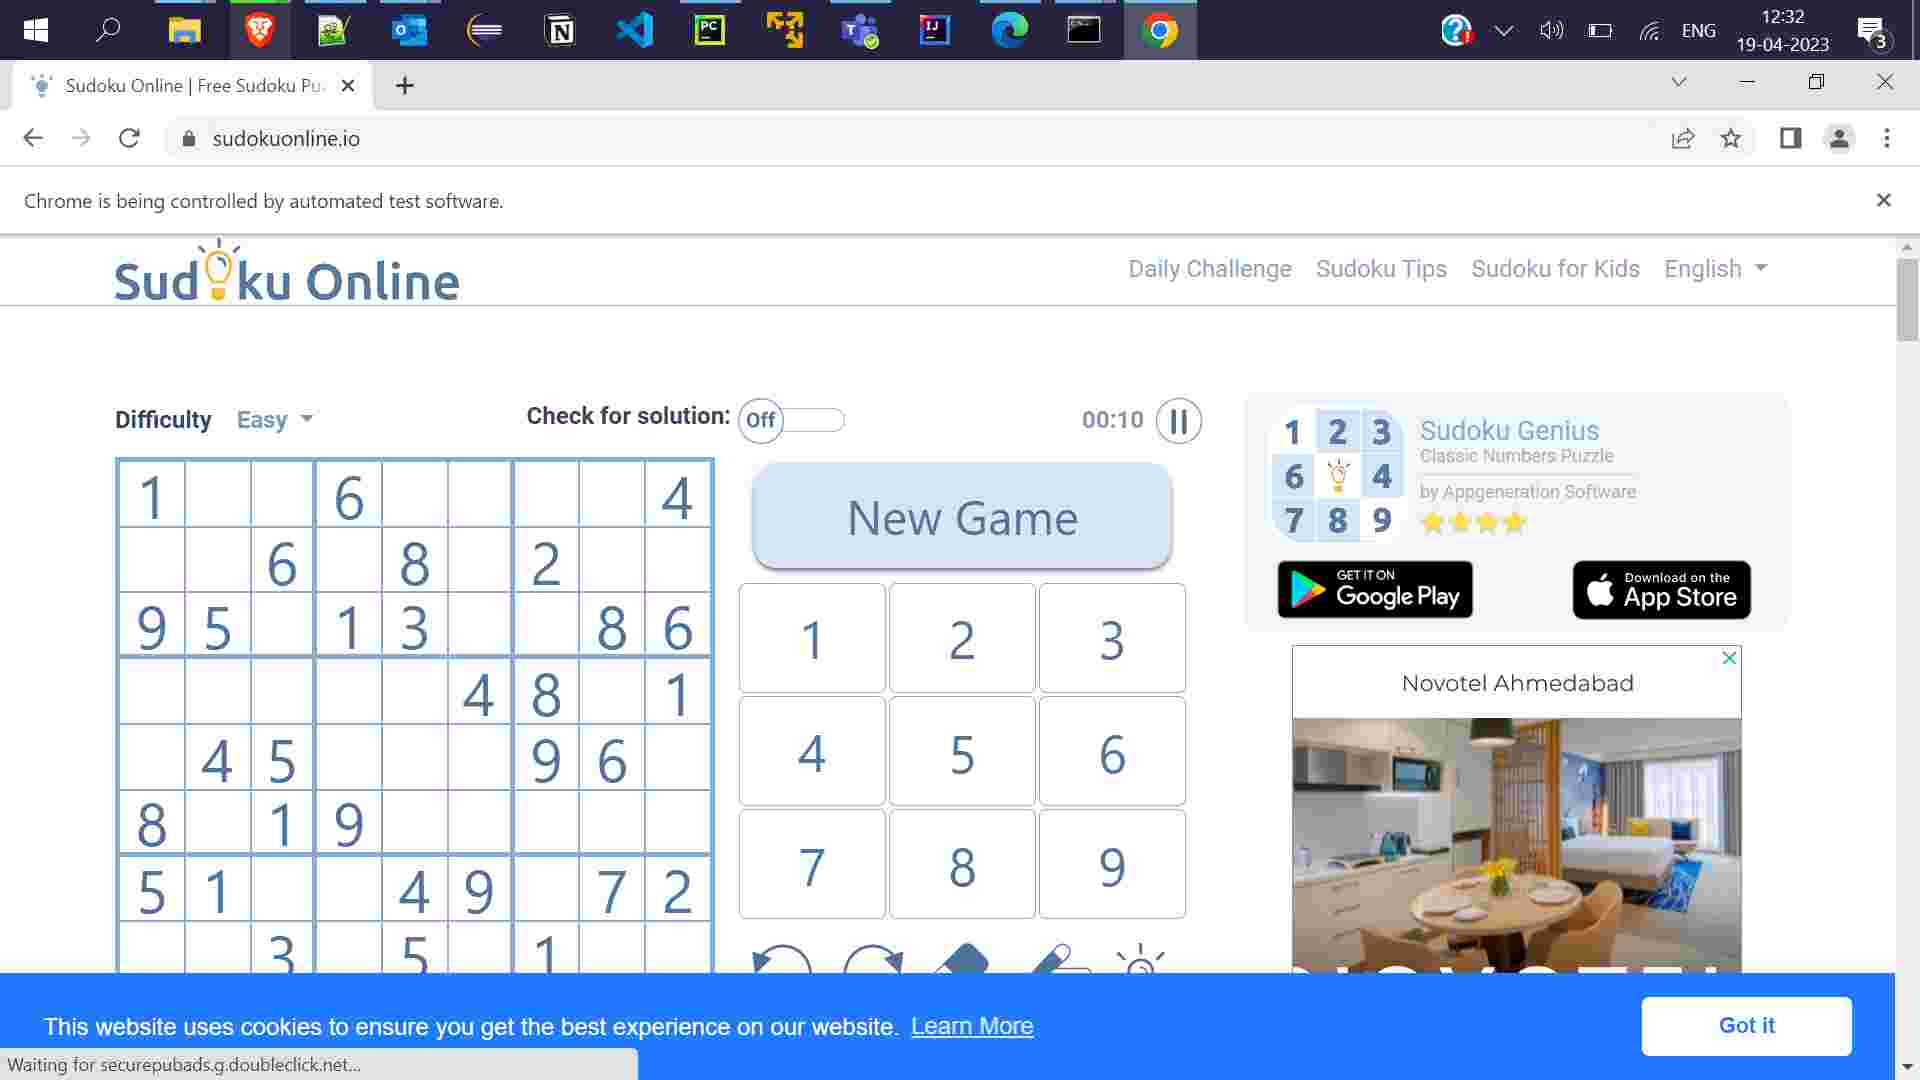 ENG
12:32
19-04-2023
3
Sudoku Online | Free Sudoku Pu
sudokuonline.io
Chrome is being controlled by automated test software.
Sudoku Online
Daily Challenge Sudoku Tips Sudoku for Kids English
Difficulty Easy
Check for solution: Off
00:10
1 6 4
6 8 2
9 5 1 3 8 6
4 8 1
4 5 9 6
8 1 9
5 1 4 9 7 2
3 5 1
New Game
1 2 3
4 5 6
7 8 9
1 2 3
6 4
7 8 9
Sudoku Genius
Classic Numbers Puzzle
by Appgeneration Software
GET IT ON
Google Play
Download on the
App Store
Novotel Ahmedabad
This website uses cookies to ensure you get the best experience on our website. Learn More
Got it
Waiting for securepubads.g.doubleclick.net...